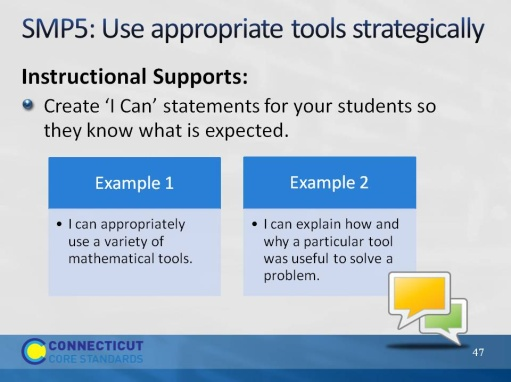 SMP5: Use appropriate tools strategically
Instructional Supports:
Create ‘I Can’ statements for your students so
they know what is expected.
Example 1
• I can appropriately
use a variety of
mathematical tools.
Example 2
• I can explain how and
why a particular tool
was useful to solve a
problem.
CONNECTICUT
CORE STANDARDS
47